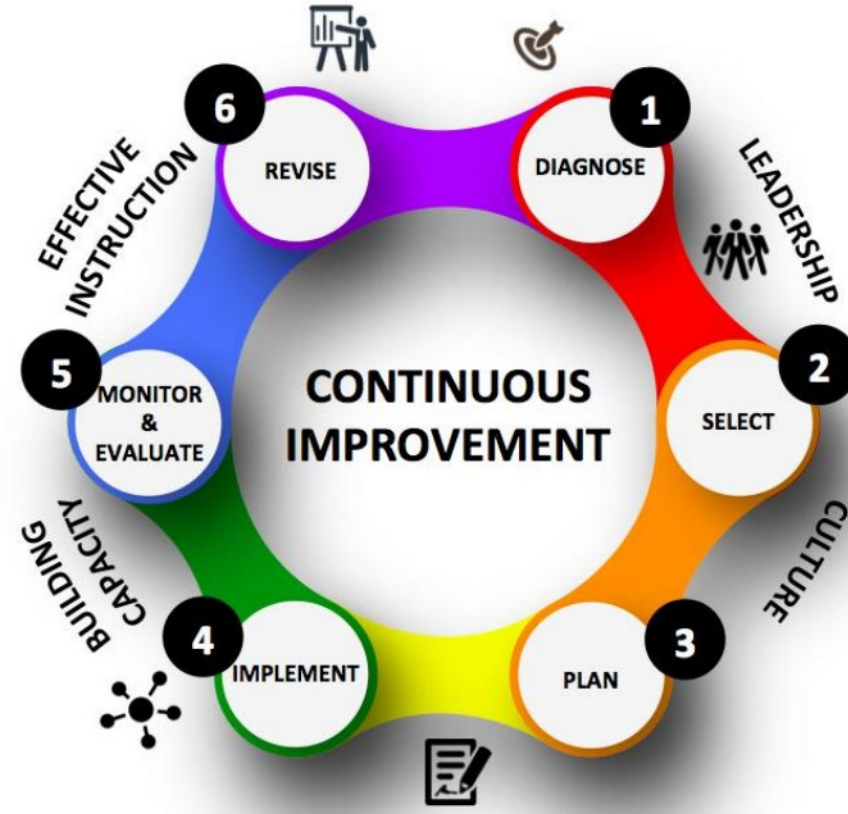 6
REVISE
1
DIAGNOSE
LEADERSHIP
2
SELECT
CULTURE
3
PLAN
4
IMPLEMENT
BUILDING
CAPACITY
5
MONITOR
&
EVALUATE
EFFECTIVE
INSTRUCTION
CONTINUOUS
IMPROVEMENT